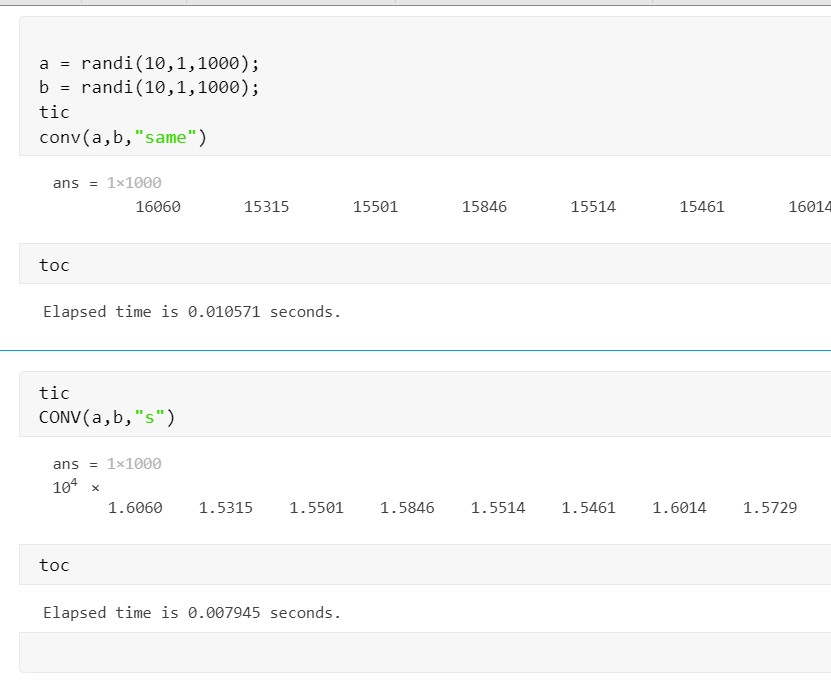 a = randi(10,1,1000);
b = randi(10,1,1000);
tic
conv(a,b,"same")
ans = 1×1000
16060 15315 15501 15846 15514 15461 16014
toc
Elapsed time is 0.010571 seconds.
tic
CONV(a,b,"s")
ans = 1×1000
10⁴ ×
1.6060 1.5315 1.5501 1.5846 1.5514 1.5461 1.6014 1.5729
toc
Elapsed time is 0.007945 seconds.